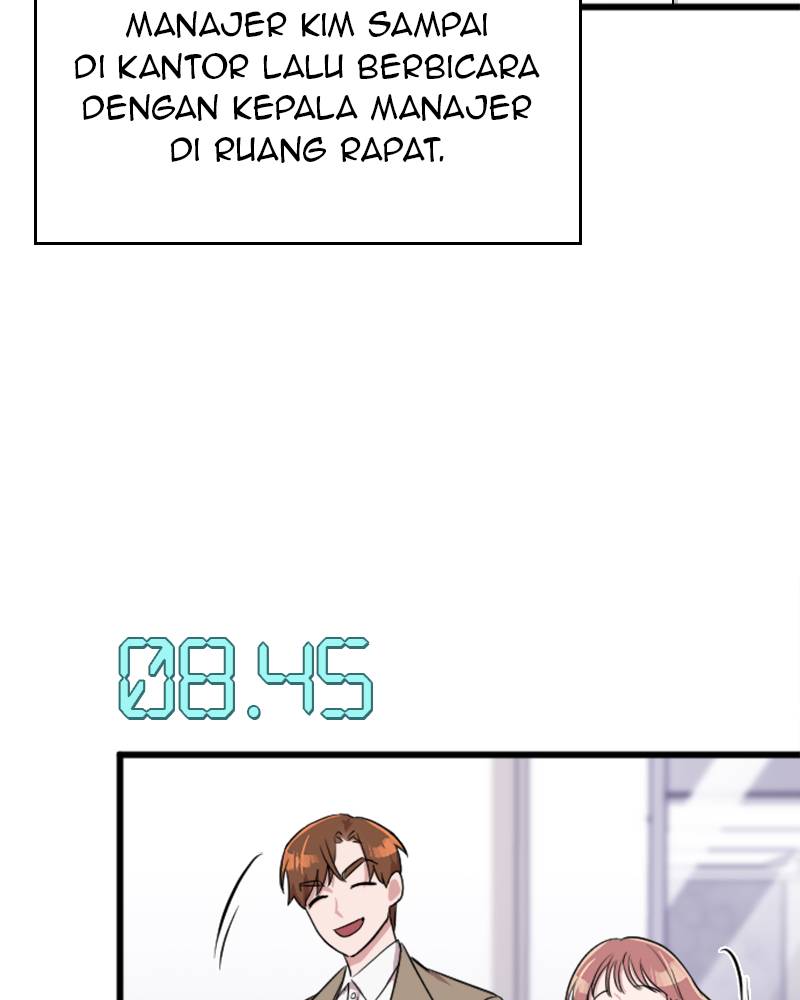 MANAJER KIM SAMPAI
DI KANTOR LALU BERBICARA
DENGAN KEPALA MANAJER
DI RUANG RAPAT.
08.45